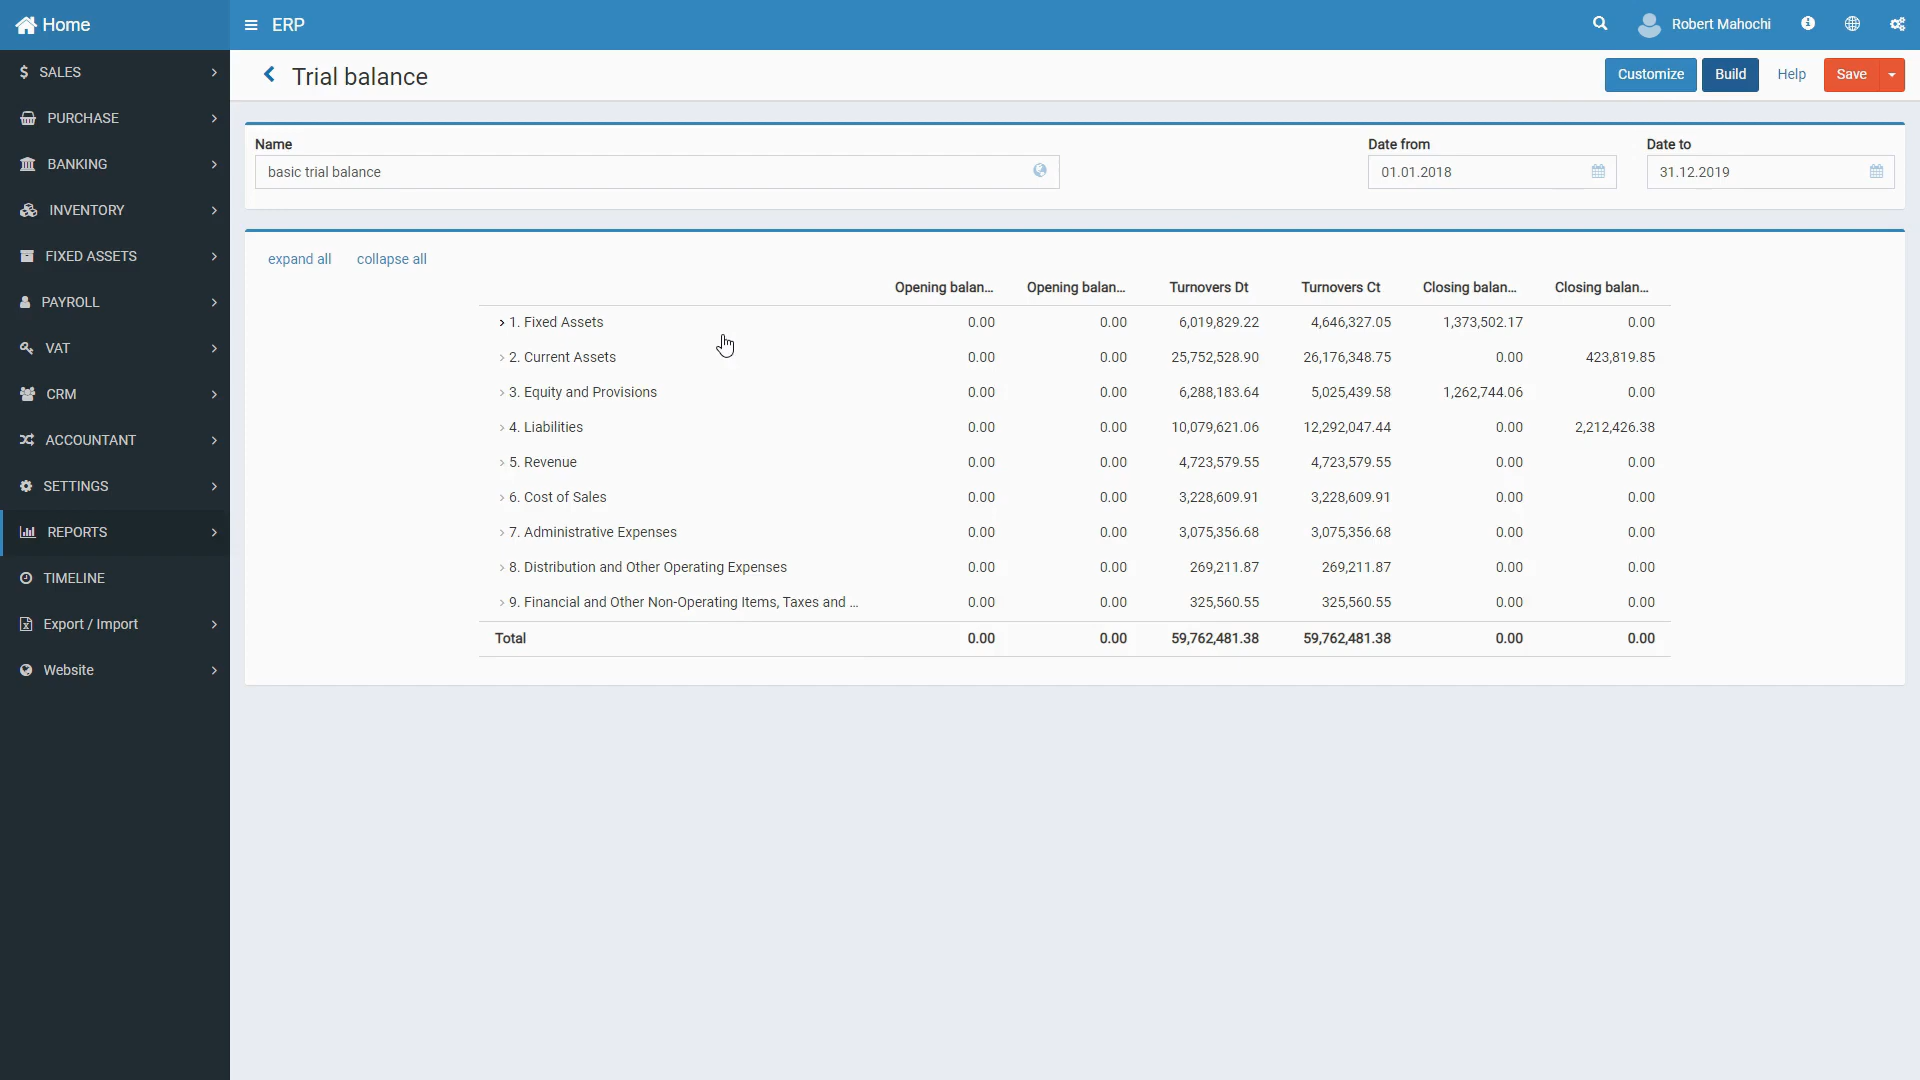 Home
ERP
Robert Mahochi
SALES
PURCHASE
BANKING
INVENTORY
FIXED ASSETS
PAYROLL
VAT
CRM
ACCOUNTANT
SETTINGS
REPORTS
TIMELINE
Export / Import
Website
Trial balance
Customize Build Help Save
Name Date from Date to
basic trial balance 01.01.2018 31.12.2019
expand all collapse all
Opening balan... Opening balan... Turnovers Dt Turnovers Ct Closing balan... Closing balan...
1. Fixed Assets 0.00 0.00 6,019,829.22 4,646,327.05 1,373,502.17 0.00
2. Current Assets 0.00 0.00 25,752,528.90 26,176,348.75 0.00 423,819.85
3. Equity and Provisions 0.00 0.00 6,288,183.64 5,025,439.58 1,262,744.06 0.00
4. Liabilities 0.00 0.00 10,079,621.06 12,292,047.44 0.00 2,212,426.38
5. Revenue 0.00 0.00 4,723,579.55 4,723,579.55 0.00 0.00
6. Cost of Sales 0.00 0.00 3,228,609.91 3,228,609.91 0.00 0.00
7. Administrative Expenses 0.00 0.00 3,075,356.68 3,075,356.68 0.00 0.00
8. Distribution and Other Operating Expenses 0.00 0.00 269,211.87 269,211.87 0.00 0.00
9. Financial and Other Non-Operating Items, Taxes and ... 0.00 0.00 325,560.55 325,560.55 0.00 0.00
Total 0.00 0.00 59,762,481.38 59,762,481.38 0.00 0.00